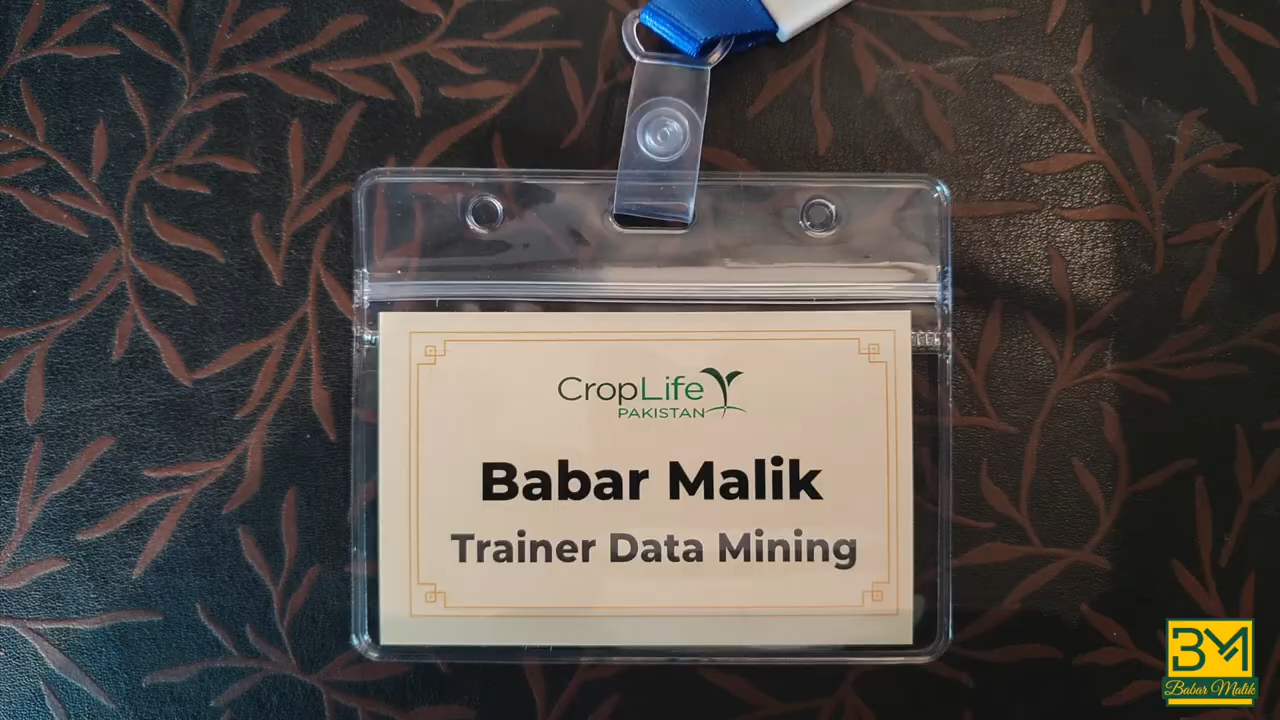 CropLife
PAKISTAN
Babar Malik
Trainer Data Mining
BM
Babar Malik